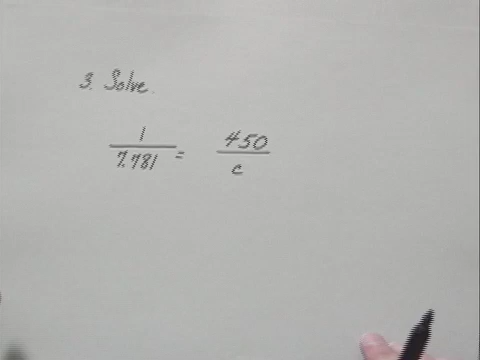 3. Solve.
1/7.781 = 450/c